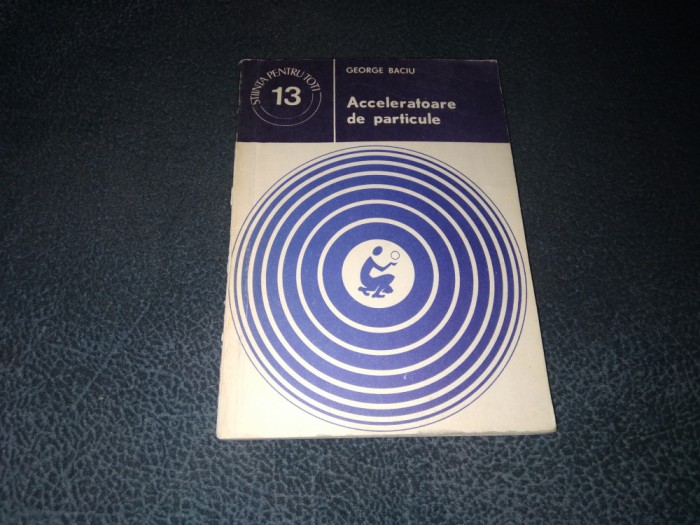 ȘTIINȚA PENTRU TOȚI
13
GEORGE BACIU
Acceleratoare
de particule